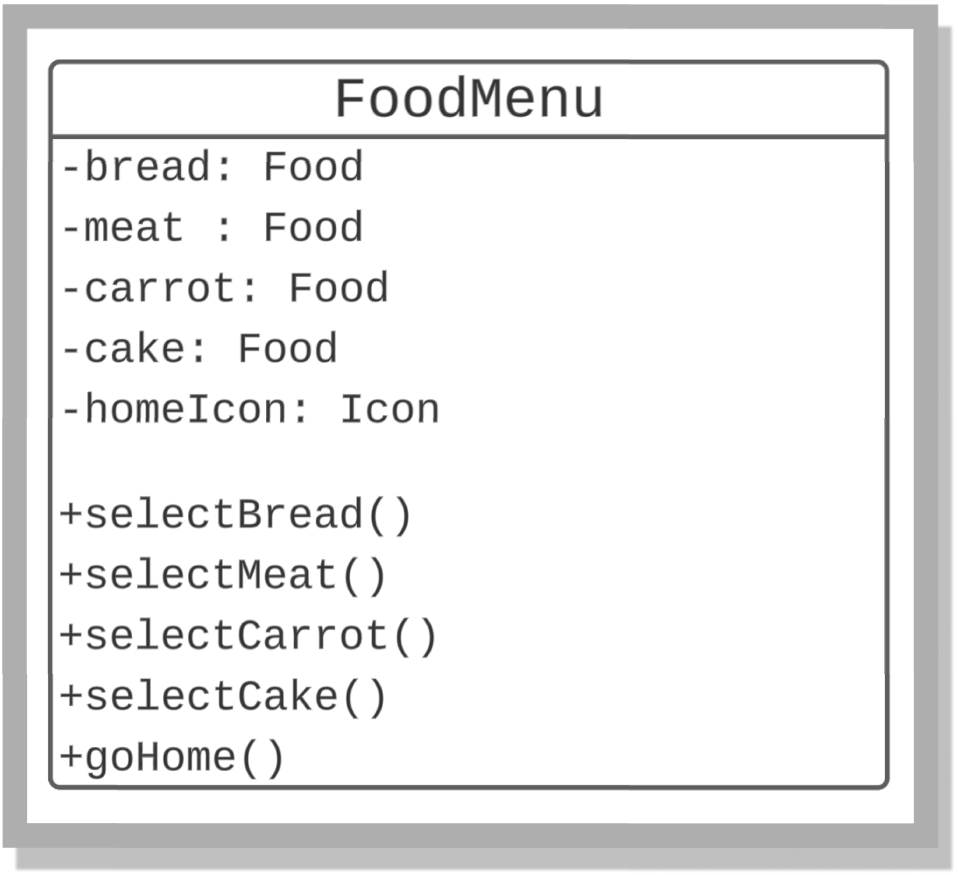 FoodMenu
-bread: Food
-meat : Food
-carrot: Food
-cake: Food
-homeIcon: Icon
+selectBread()
+selectMeat()
+selectCarrot()
+selectCake()
+goHome()